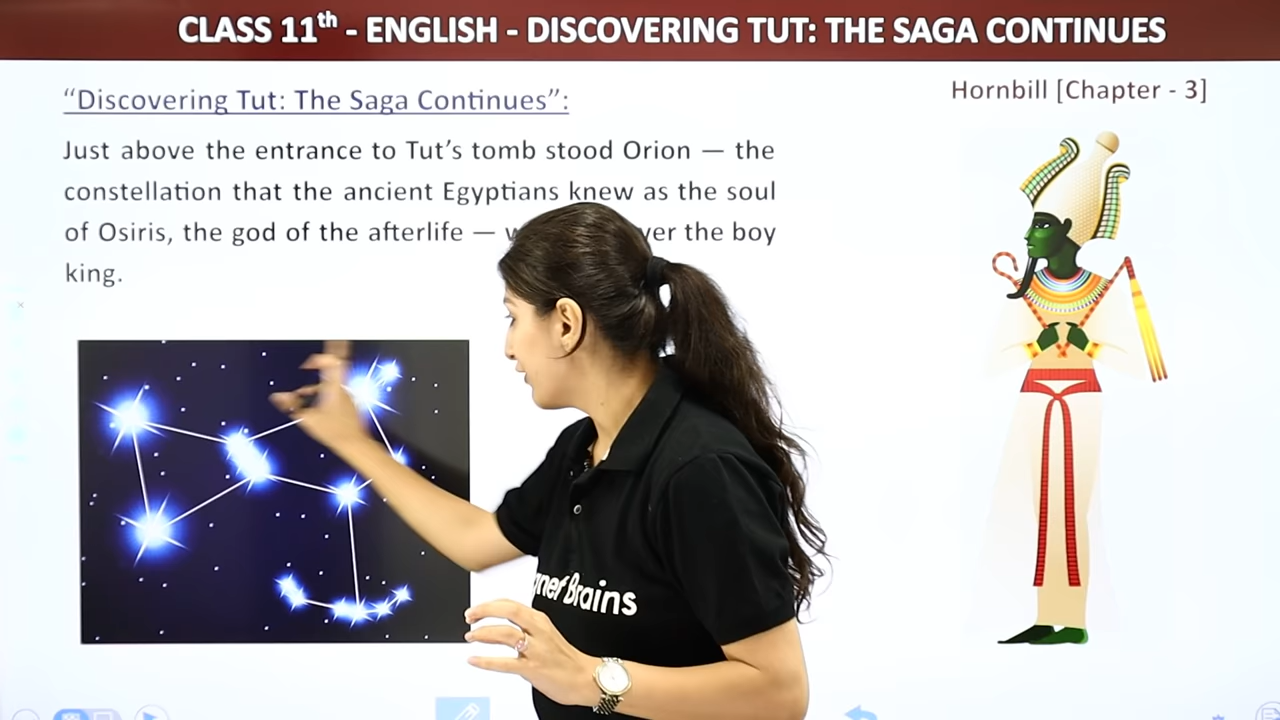 CLASS 11th - ENGLISH - DISCOVERING TUT: THE SAGA CONTINUES
Hornbill [Chapter - 3]
“Discovering Tut: The Saga Continues”:
Just above the entrance to Tut’s tomb stood Orion — the
constellation that the ancient Egyptians knew as the soul
of Osiris, the god of the afterlife — the boy
king.
Brains